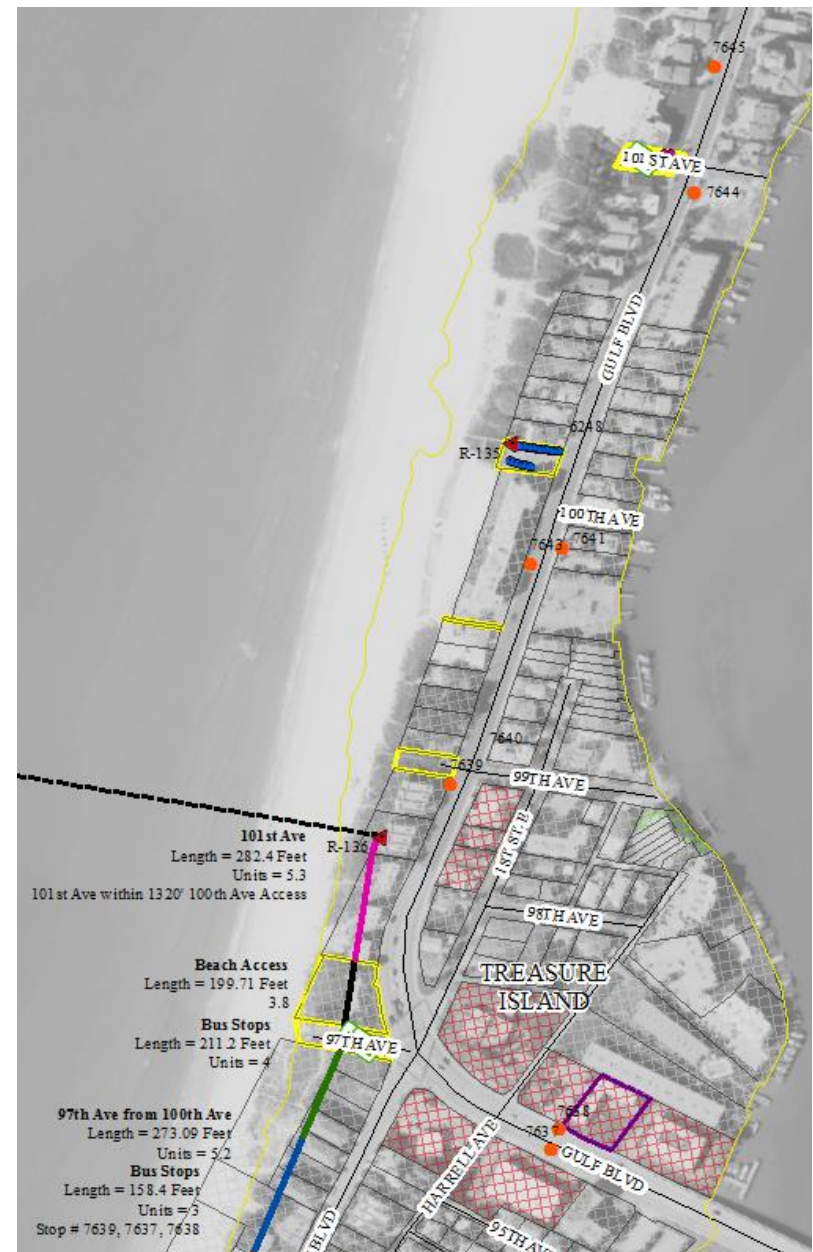 7645
101 ST AVE
7644
GULF BLVD
6248
R-135
100TH AVE
7643
7641
7640
7639
99TH AVE
1ST ST. E
101st Ave
Length = 282.4 Feet
Units = 5.3
101st Ave within 1320' 100th Ave Access
R-136
98TH AVE
TREASURE
ISLAND
Beach Access
Length = 199.71 Feet
3.8
Bus Stops
Length = 211.2 Feet
Units = 4
97TH AVE
97th Ave from 100th Ave
Length = 273.09 Feet
Units = 5.2
Bus Stops
Length = 158.4 Feet
Units = 3
Stop # 7639, 7637, 7638
7638
7637
GULF BLVD
HARRELL AVE
95TH AVE
BLVD